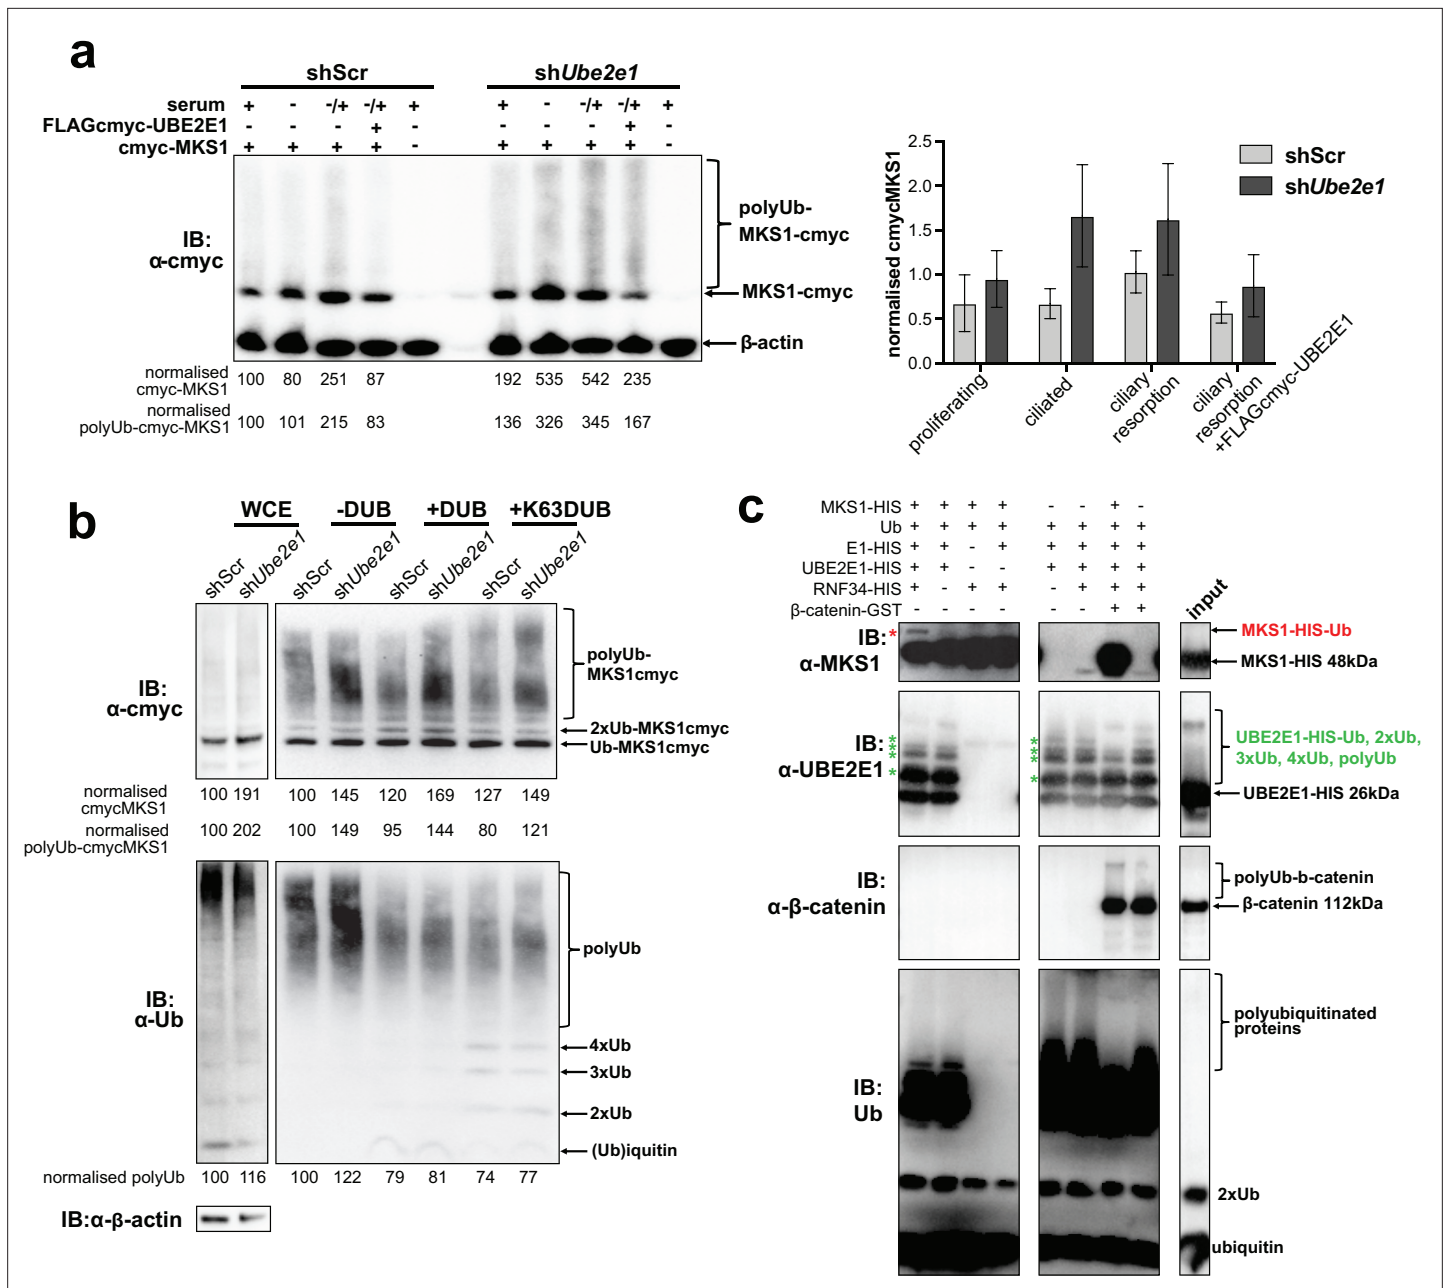 a
shScr
shUbe2e1
serum + - -/+ -/+ + + - -/+ -/+ +
FLAGcmyc-UBE2E1 - - - + - - - - + -
cmyc-MKS1 + + + + - + + + + -
IB:
α-cmyc
polyUb-
MKS1-cmyc
MKS1-cmyc
β-actin
normalised
cmyc-MKS1 100 80 251 87 192 535 542 235
normalised
polyUb-cmyc-MKS1 100 101 215 83 136 326 345 167
normalised cmycMKS1
2.5
2.0
1.5
1.0
0.5
0.0
shScr
shUbe2e1
proliferating
ciliated
ciliary
resorption
ciliary
resorption
+FLAGcmyc-UBE2E1
b
WCE -DUB +DUB +K63DUB
shScr shUbe2e1 shScr shUbe2e1 shScr shUbe2e1 shScr shUbe2e1
IB:
α-cmyc
polyUb-
MKS1cmyc
2xUb-MKS1cmyc
Ub-MKS1cmyc
normalised
cmycMKS1 100 191 100 145 120 169 127 149
normalised
polyUb-cmycMKS1 100 202 100 149 95 144 80 121
IB:
α-Ub
polyUb
4xUb
3xUb
2xUb
(Ub)iquitin
normalised polyUb 100 116 100 122 79 81 74 77
IB:α-β-actin
c
MKS1-HIS + + + + - - + -
Ub + + + + + + + +
E1-HIS + + - + + + + +
UBE2E1-HIS + + - - + + + +
RNF34-HIS + - + + - + + +
β-catenin-GST - - - - - - + +
input
IB: *
α-MKS1
MKS1-HIS-Ub
MKS1-HIS 48kDa
IB:
α-UBE2E1
* * * *
* * * *
UBE2E1-HIS-Ub, 2xUb,
3xUb, 4xUb, polyUb
UBE2E1-HIS 26kDa
IB:
α-β-catenin
polyUb-b-catenin
β-catenin 112kDa
IB:
Ub
polyubiquitinated
proteins
2xUb
ubiquitin